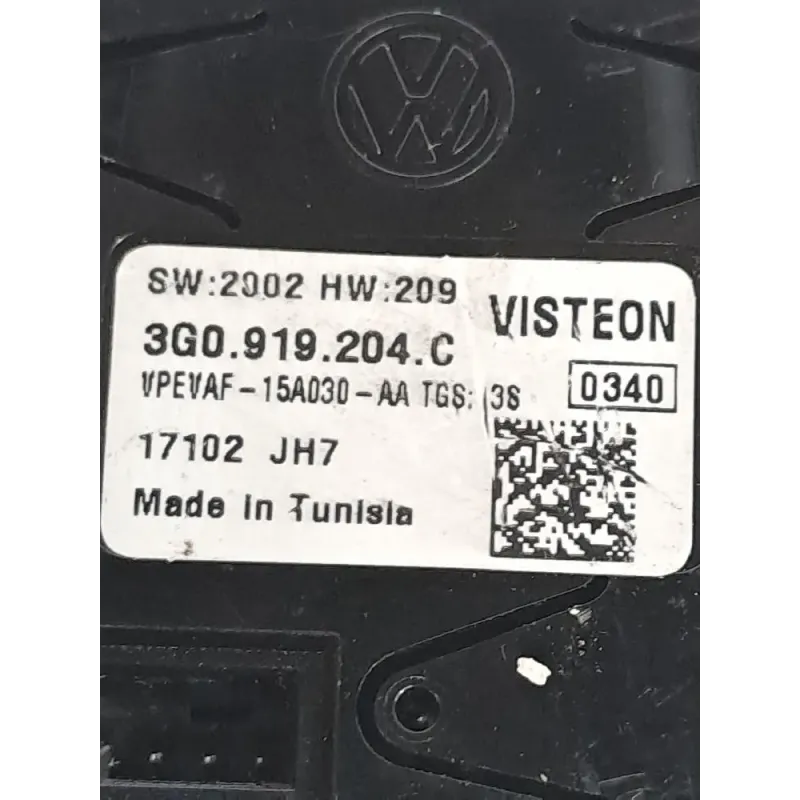 SW:2002 HW:209
VISTEON
3G0.919.204.C
VPEVAF-15A030-AA TGS: 3S
0340
17102 JH7
Made in Tunisia